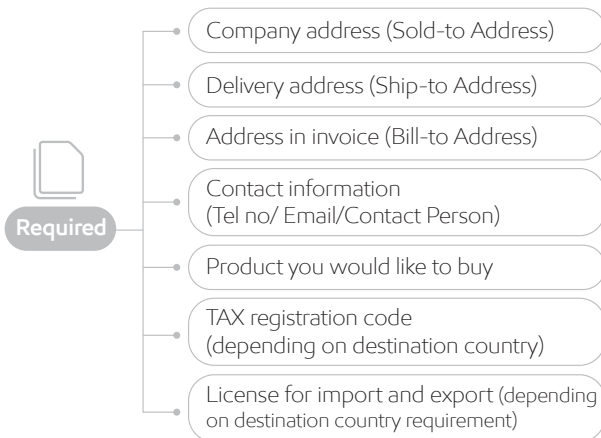 Company address (Sold-to Address)
Delivery address (Ship-to Address)
Address in invoice (Bill-to Address)
Contact information
(Tel no/ Email/Contact Person)
Required
Product you would like to buy
TAX registration code
(depending on destination country)
License for import and export (depending
on destination country requirement)